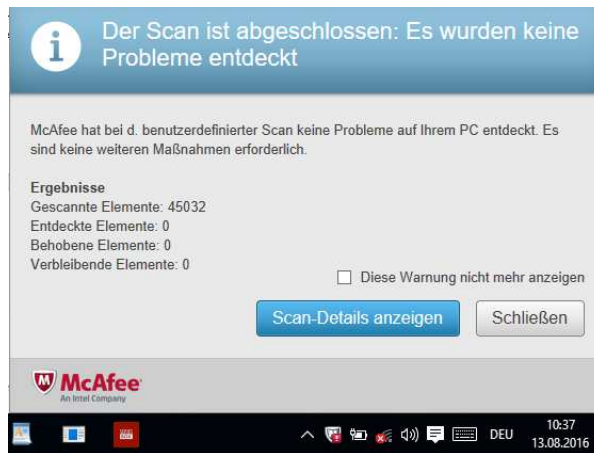 Der Scan ist abgeschlossen: Es wurden keine
Probleme entdeckt
McAfee hat bei d. benutzerdefinierter Scan keine Probleme auf Ihrem PC entdeckt. Es
sind keine weiteren Maßnahmen erforderlich.
Ergebnisse
Gescannte Elemente: 45032
Entdeckte Elemente: 0
Behobene Elemente: 0
Verbleibende Elemente: 0
Diese Warnung nicht mehr anzeigen
Scan-Details anzeigen
Schließen
McAfee
An Intel Company
DEU
10:37
13.08.2016